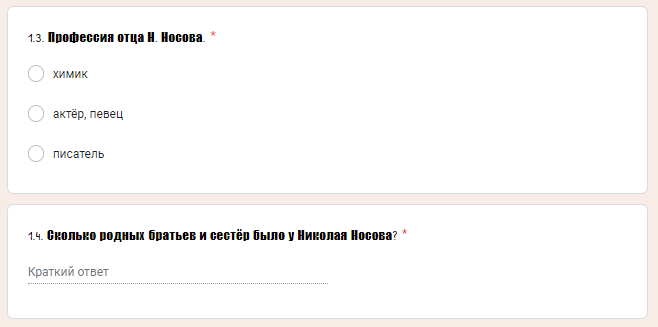 1.3. Профессия отца Н. Носова. *
химик
актёр, певец
писатель
1.4. Сколько родных братьев и сестёр было у Николая Носова? *
Краткий ответ